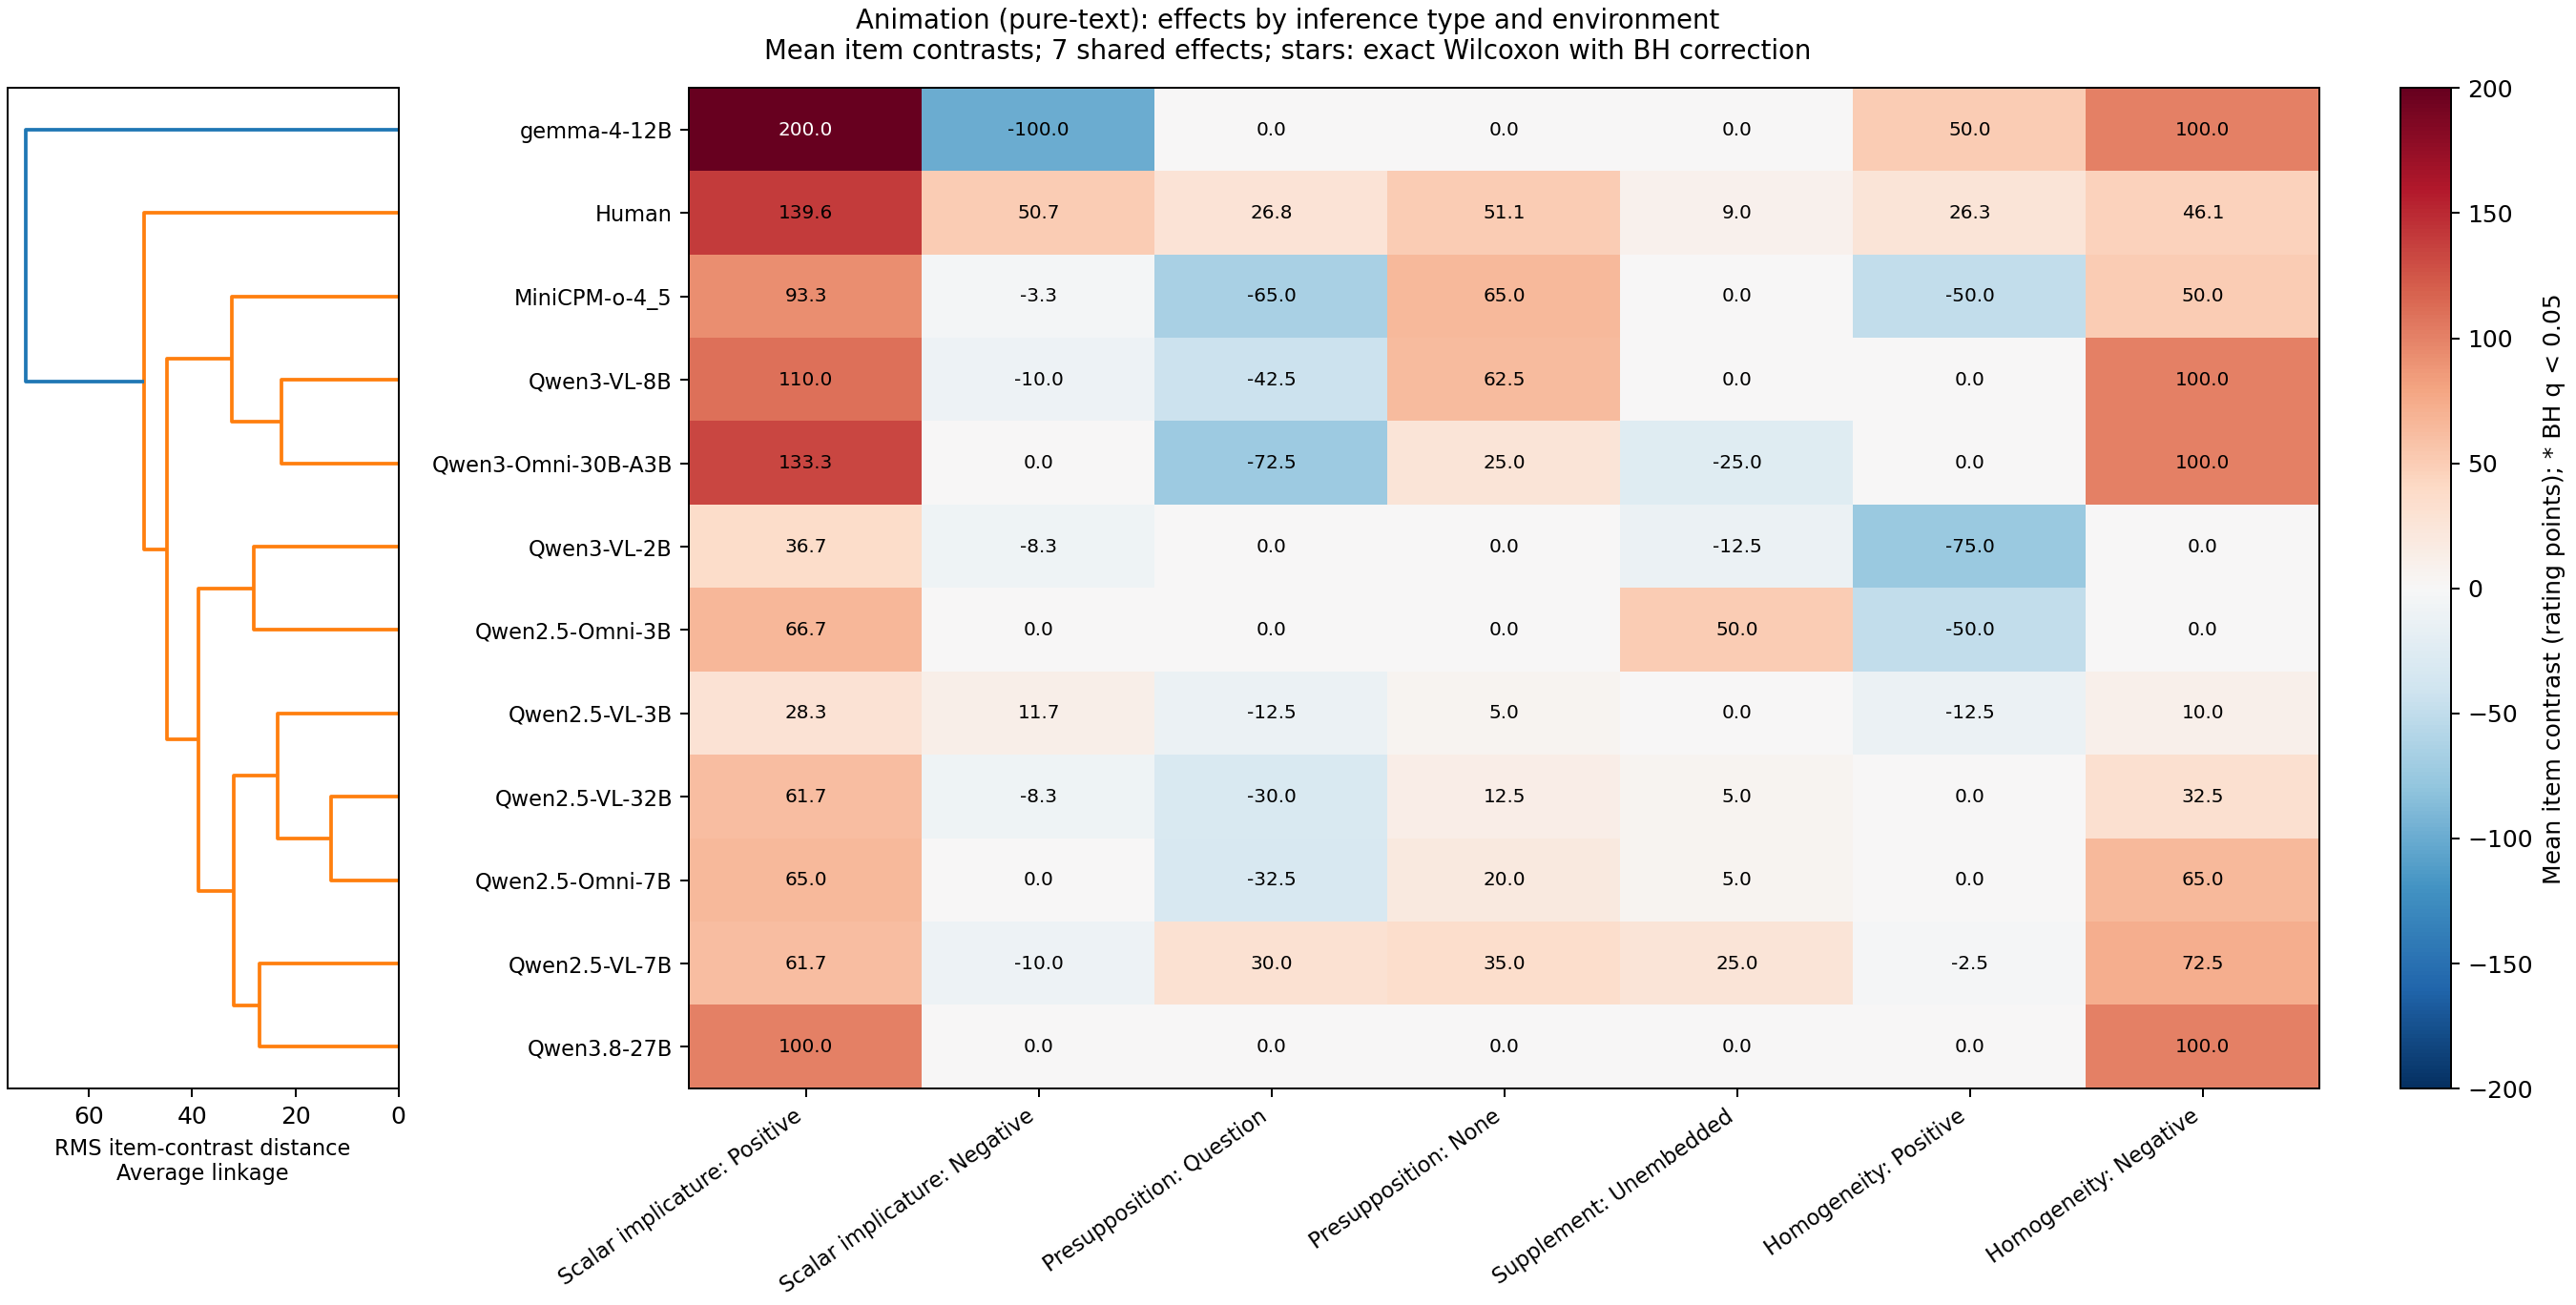 Animation (pure-text): effects by inference type and environment
Mean item contrasts; 7 shared effects; stars: exact Wilcoxon with BH correction
gemma-4-12B 200.0 -100.0 0.0 0.0 0.0 50.0 100.0
Human 139.6 50.7 26.8 51.1 9.0 26.3 46.1
MiniCPM-o-4_5 93.3 -3.3 -65.0 65.0 0.0 -50.0 50.0
Qwen3-VL-8B 110.0 -10.0 -42.5 62.5 0.0 0.0 100.0
Qwen3-Omni-30B-A3B 133.3 0.0 -72.5 25.0 -25.0 0.0 100.0
Qwen3-VL-2B 36.7 -8.3 0.0 0.0 -12.5 -75.0 0.0
Qwen2.5-Omni-3B 66.7 0.0 0.0 0.0 50.0 -50.0 0.0
Qwen2.5-VL-3B 28.3 11.7 -12.5 5.0 0.0 -12.5 10.0
Qwen2.5-VL-32B 61.7 -8.3 -30.0 12.5 5.0 0.0 32.5
Qwen2.5-Omni-7B 65.0 0.0 -32.5 20.0 5.0 0.0 65.0
Qwen2.5-VL-7B 61.7 -10.0 30.0 35.0 25.0 -2.5 72.5
Qwen3.8-27B 100.0 0.0 0.0 0.0 0.0 0.0 100.0
60 40 20 0
RMS item-contrast distance
Average linkage
Scalar implicature: Positive
Scalar implicature: Negative
Presupposition: Question
Presupposition: None
Supplement: Unembedded
Homogeneity: Positive
Homogeneity: Negative
200
150
100
50
0
−50
−100
−150
−200
Mean item contrast (rating points); * BH q < 0.05